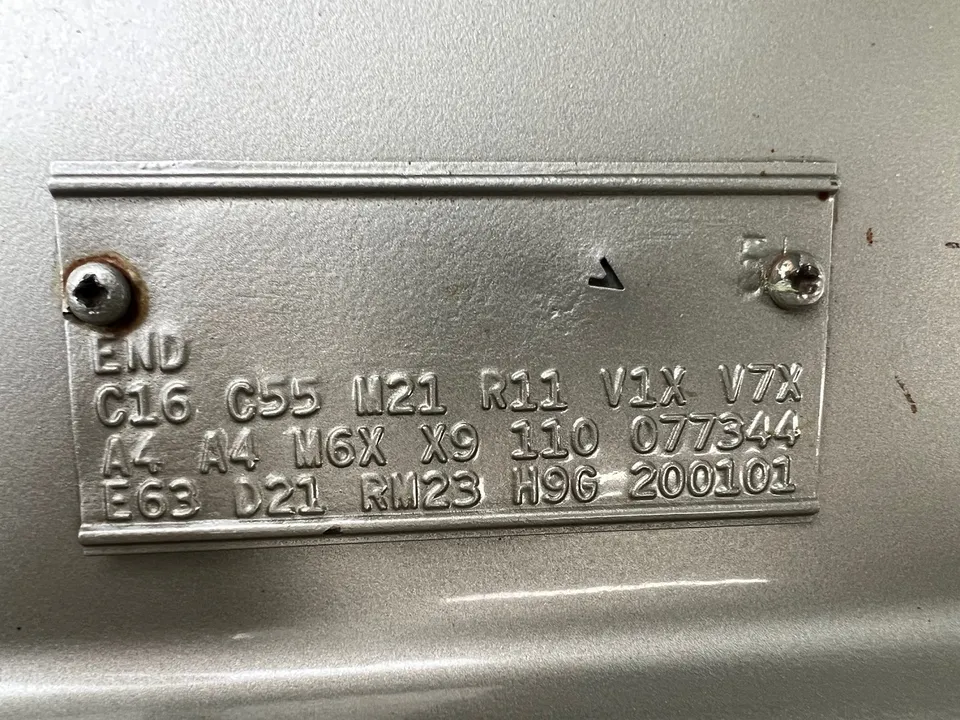 END
C16 C55 M21 R11 V1X V7X
A4 A4 M6X X9 110 077344
E63 D21 RM23 H9G 200101